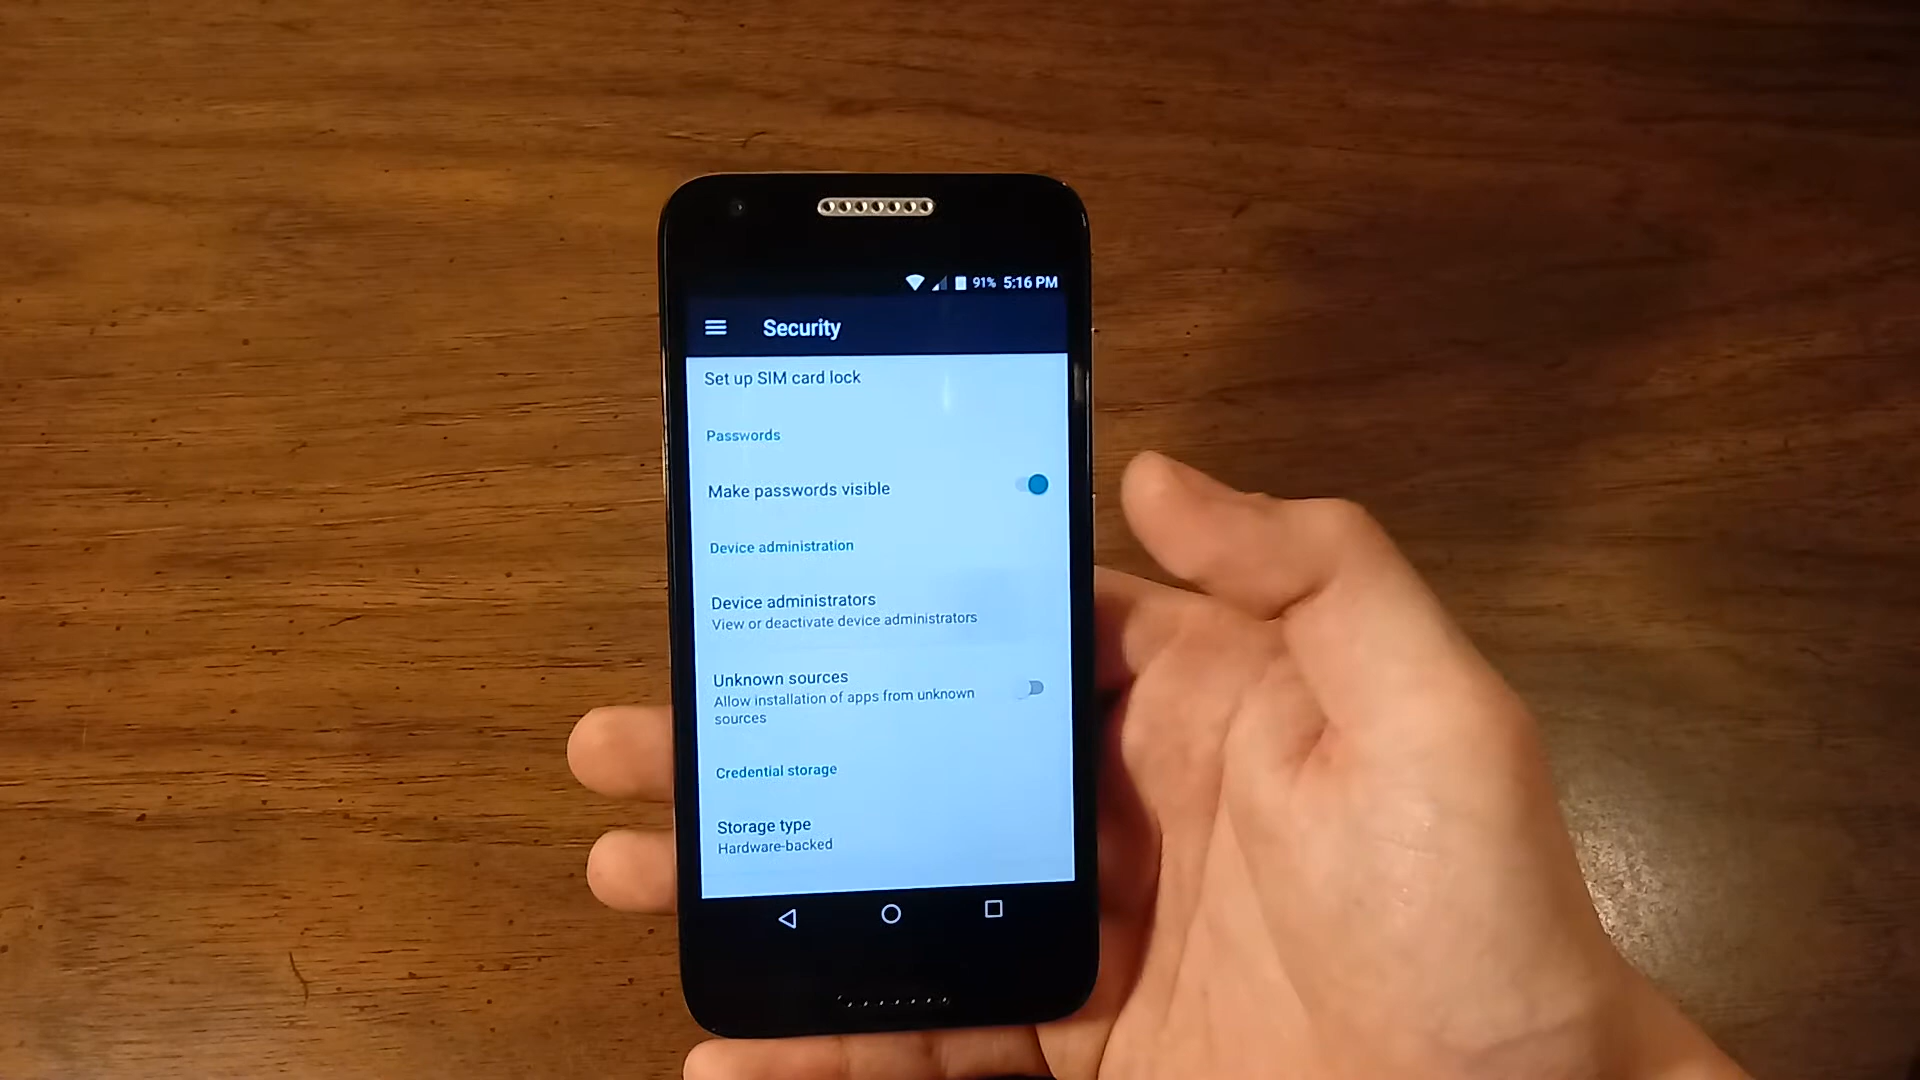 91% 5:16 PM
Security
Set up SIM card lock
Passwords
Make passwords visible
Device administration
Device administrators
View or deactivate device administrators
Unknown sources
Allow installation of apps from unknown
sources
Credential storage
Storage type
Hardware-backed